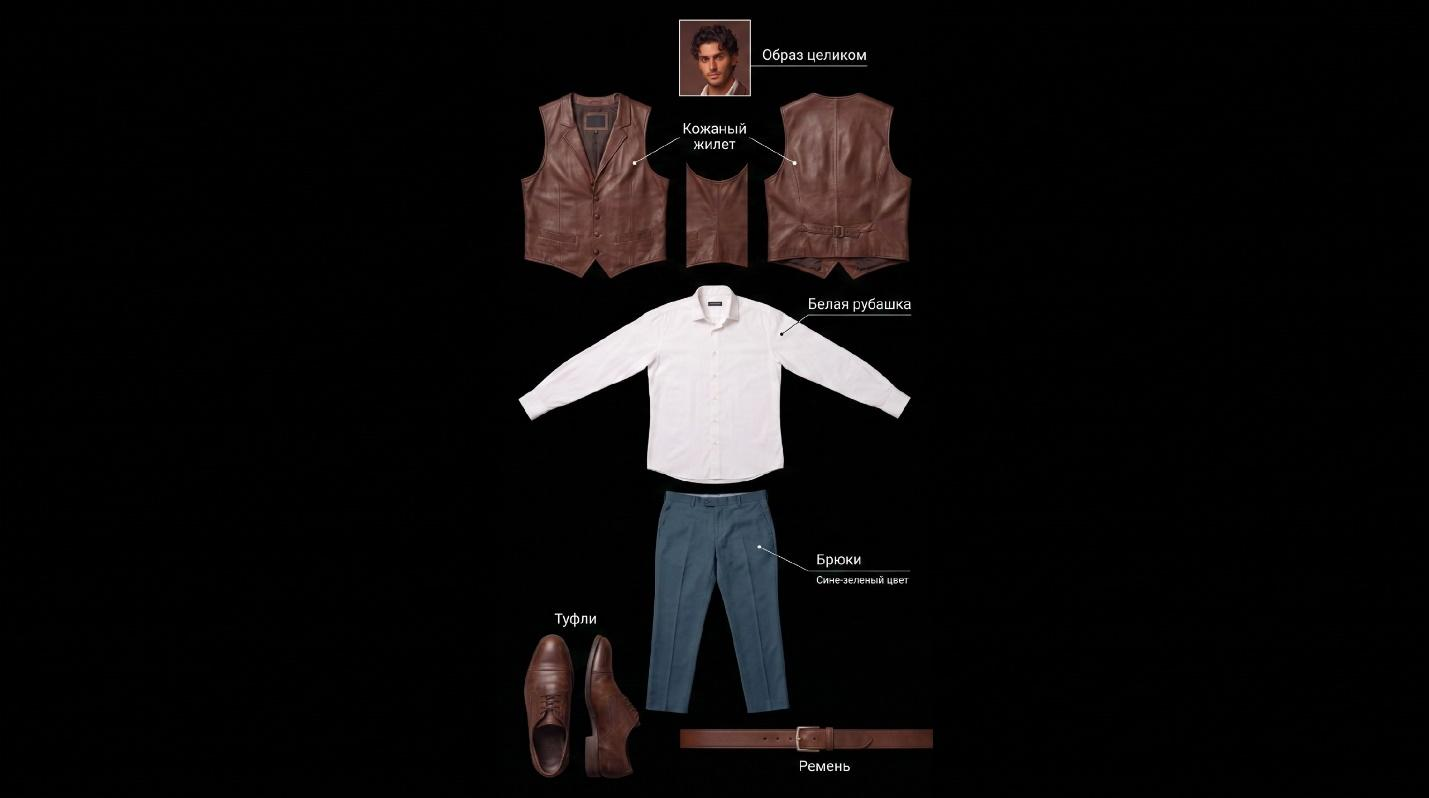 Образ целиком
Кожаный
жилет
Белая рубашка
Брюки
Сине-зеленый цвет
Туфли
Ремень